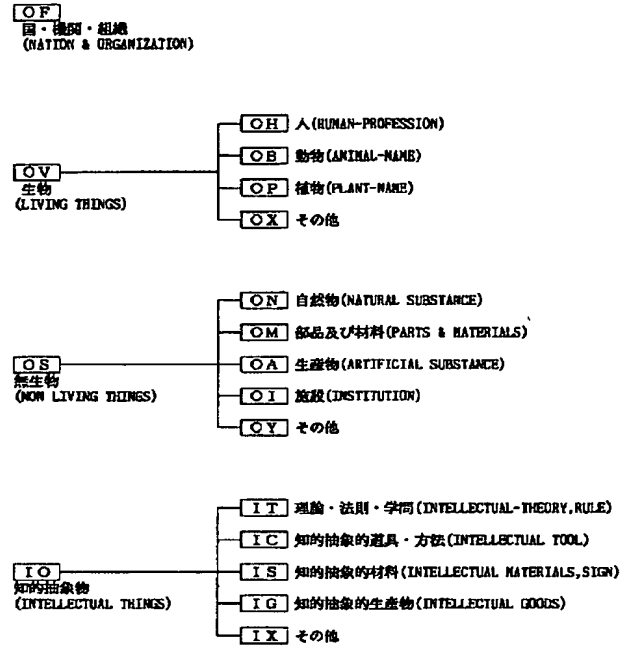 OF
国・機関・組織
(NATION & ORGANIZATION)
OH 人(HUMAN-PROFESSION)
OB 動物(ANIMAL-NAME)
OV
生物
(LIVING THINGS)
OP 植物(PLANT-NAME)
OX その他
ON 自然物(NATURAL SUBSTANCE)
OM 部品及び材料(PARTS & MATERIALS)
OS
無生物
(NON LIVING THINGS)
OA 生産物(ARTIFICIAL SUBSTANCE)
OI 施設(INSTITUTION)
OY その他
IT 理論・法則・学問(INTELLECTUAL-THEORY,RULE)
IC 知的抽象的道具・方法(INTELLECTUAL TOOL)
IO
知的抽象物
(INTELLECTUAL THINGS)
IS 知的抽象的材料(INTELLECTUAL MATERIALS,SIGN)
IG 知的抽象的生産物(INTELLECTUAL GOODS)
IX その他